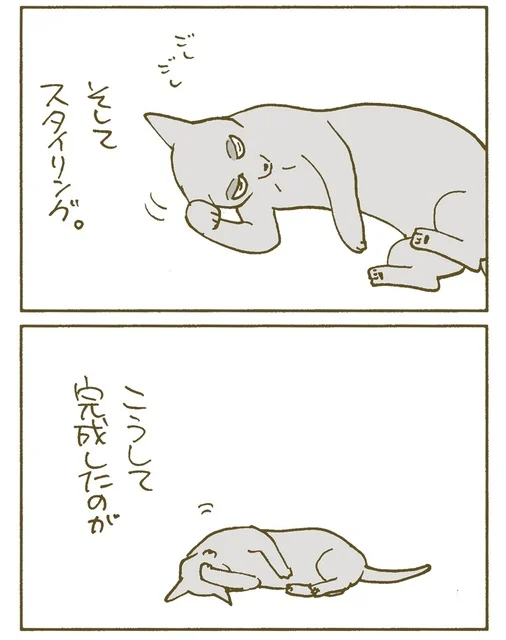 ごし
ごし
そして
スタイリング。
こうして
完成したのが